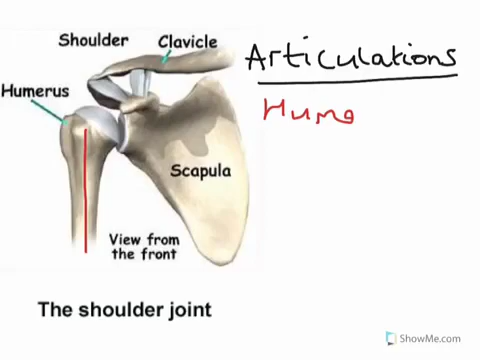 Shoulder
Clavicle
Articulations
Humerus
Hume
Scapula
View from
the front
The shoulder joint
ShowMe.com